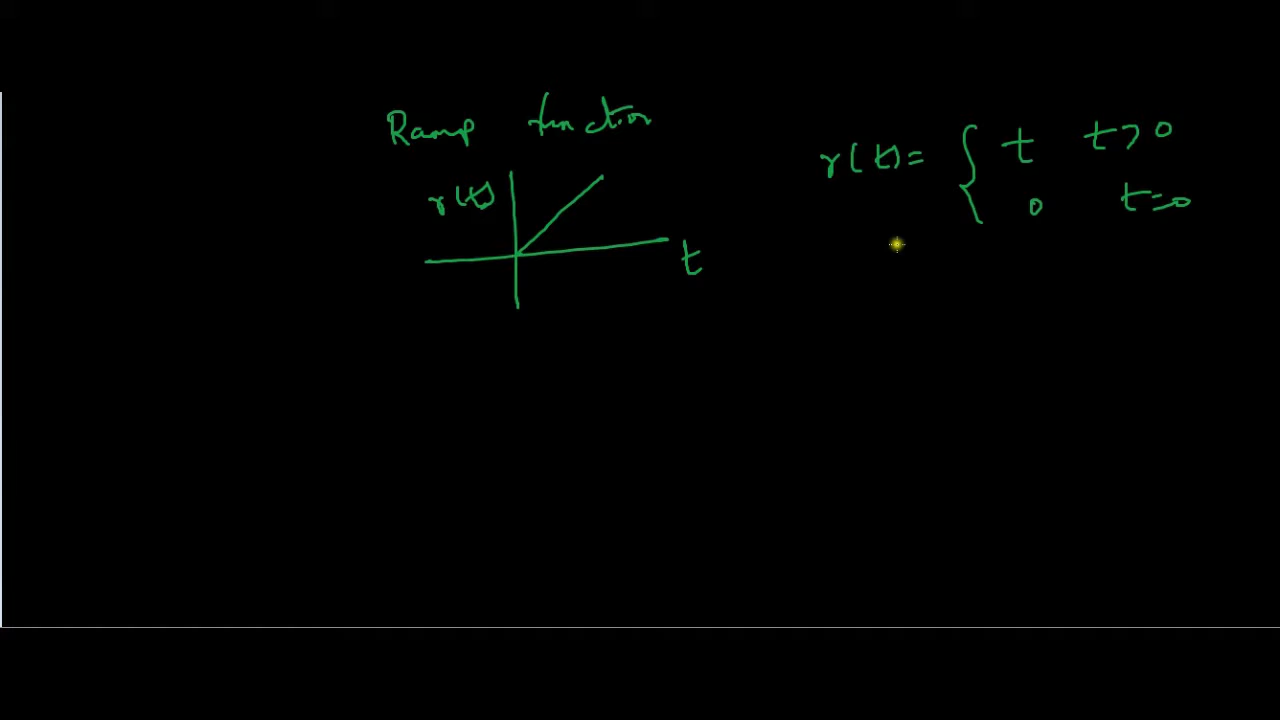 Ramp function
r(t)
t
r(t) = { t t>0
0 t=0